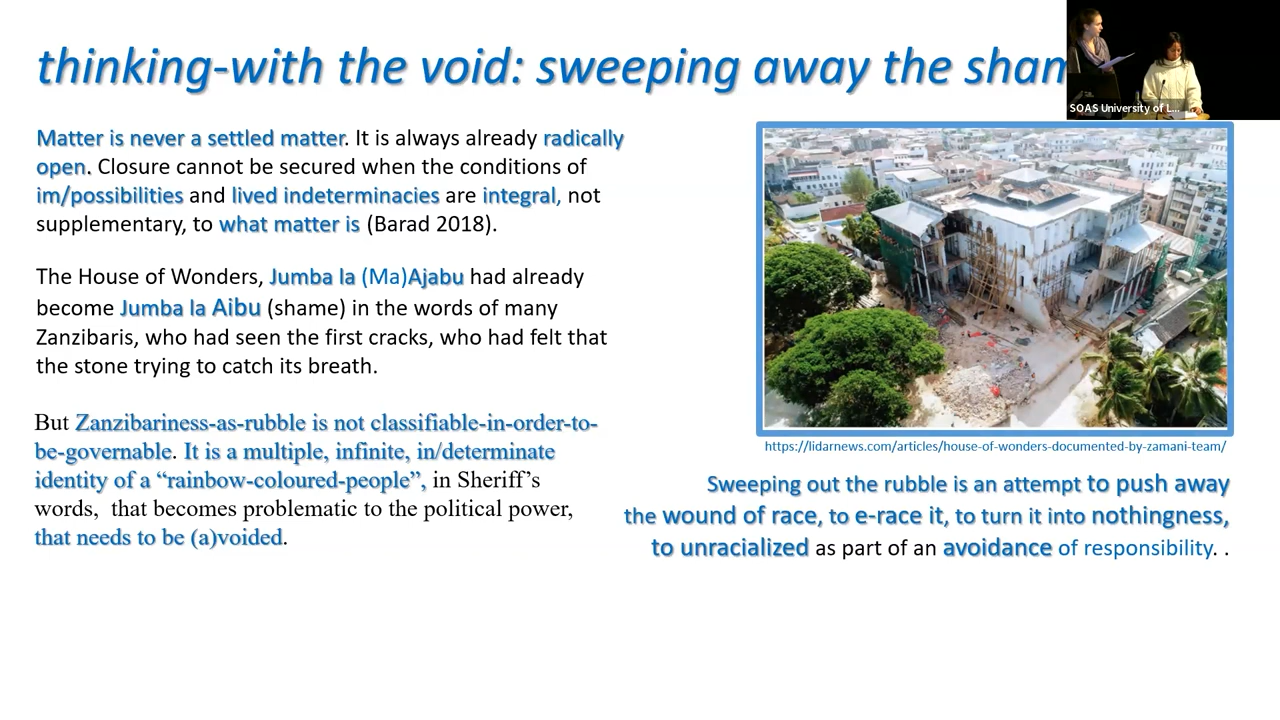 thinking-with the void: sweeping away the sham
SOAS University of L...
Matter is never a settled matter. It is always already radically
open. Closure cannot be secured when the conditions of
im/possibilities and lived indeterminacies are integral, not
supplementary, to what matter is (Barad 2018).
The House of Wonders, Jumba la (Ma)Ajabu had already
become Jumba la Aibu (shame) in the words of many
Zanzibaris, who had seen the first cracks, who had felt that
the stone trying to catch its breath.
But Zanzibariness-as-rubble is not classifiable-in-order-to-
be-governable. It is a multiple, infinite, in/determinate
identity of a “rainbow-coloured-people”, in Sheriff’s
words, that becomes problematic to the political power,
that needs to be (a)voided.
https://lidarnews.com/articles/house-of-wonders-documented-by-zamani-team/
Sweeping out the rubble is an attempt to push away
the wound of race, to e-race it, to turn it into nothingness,
to unracialized as part of an avoidance of responsibility. .